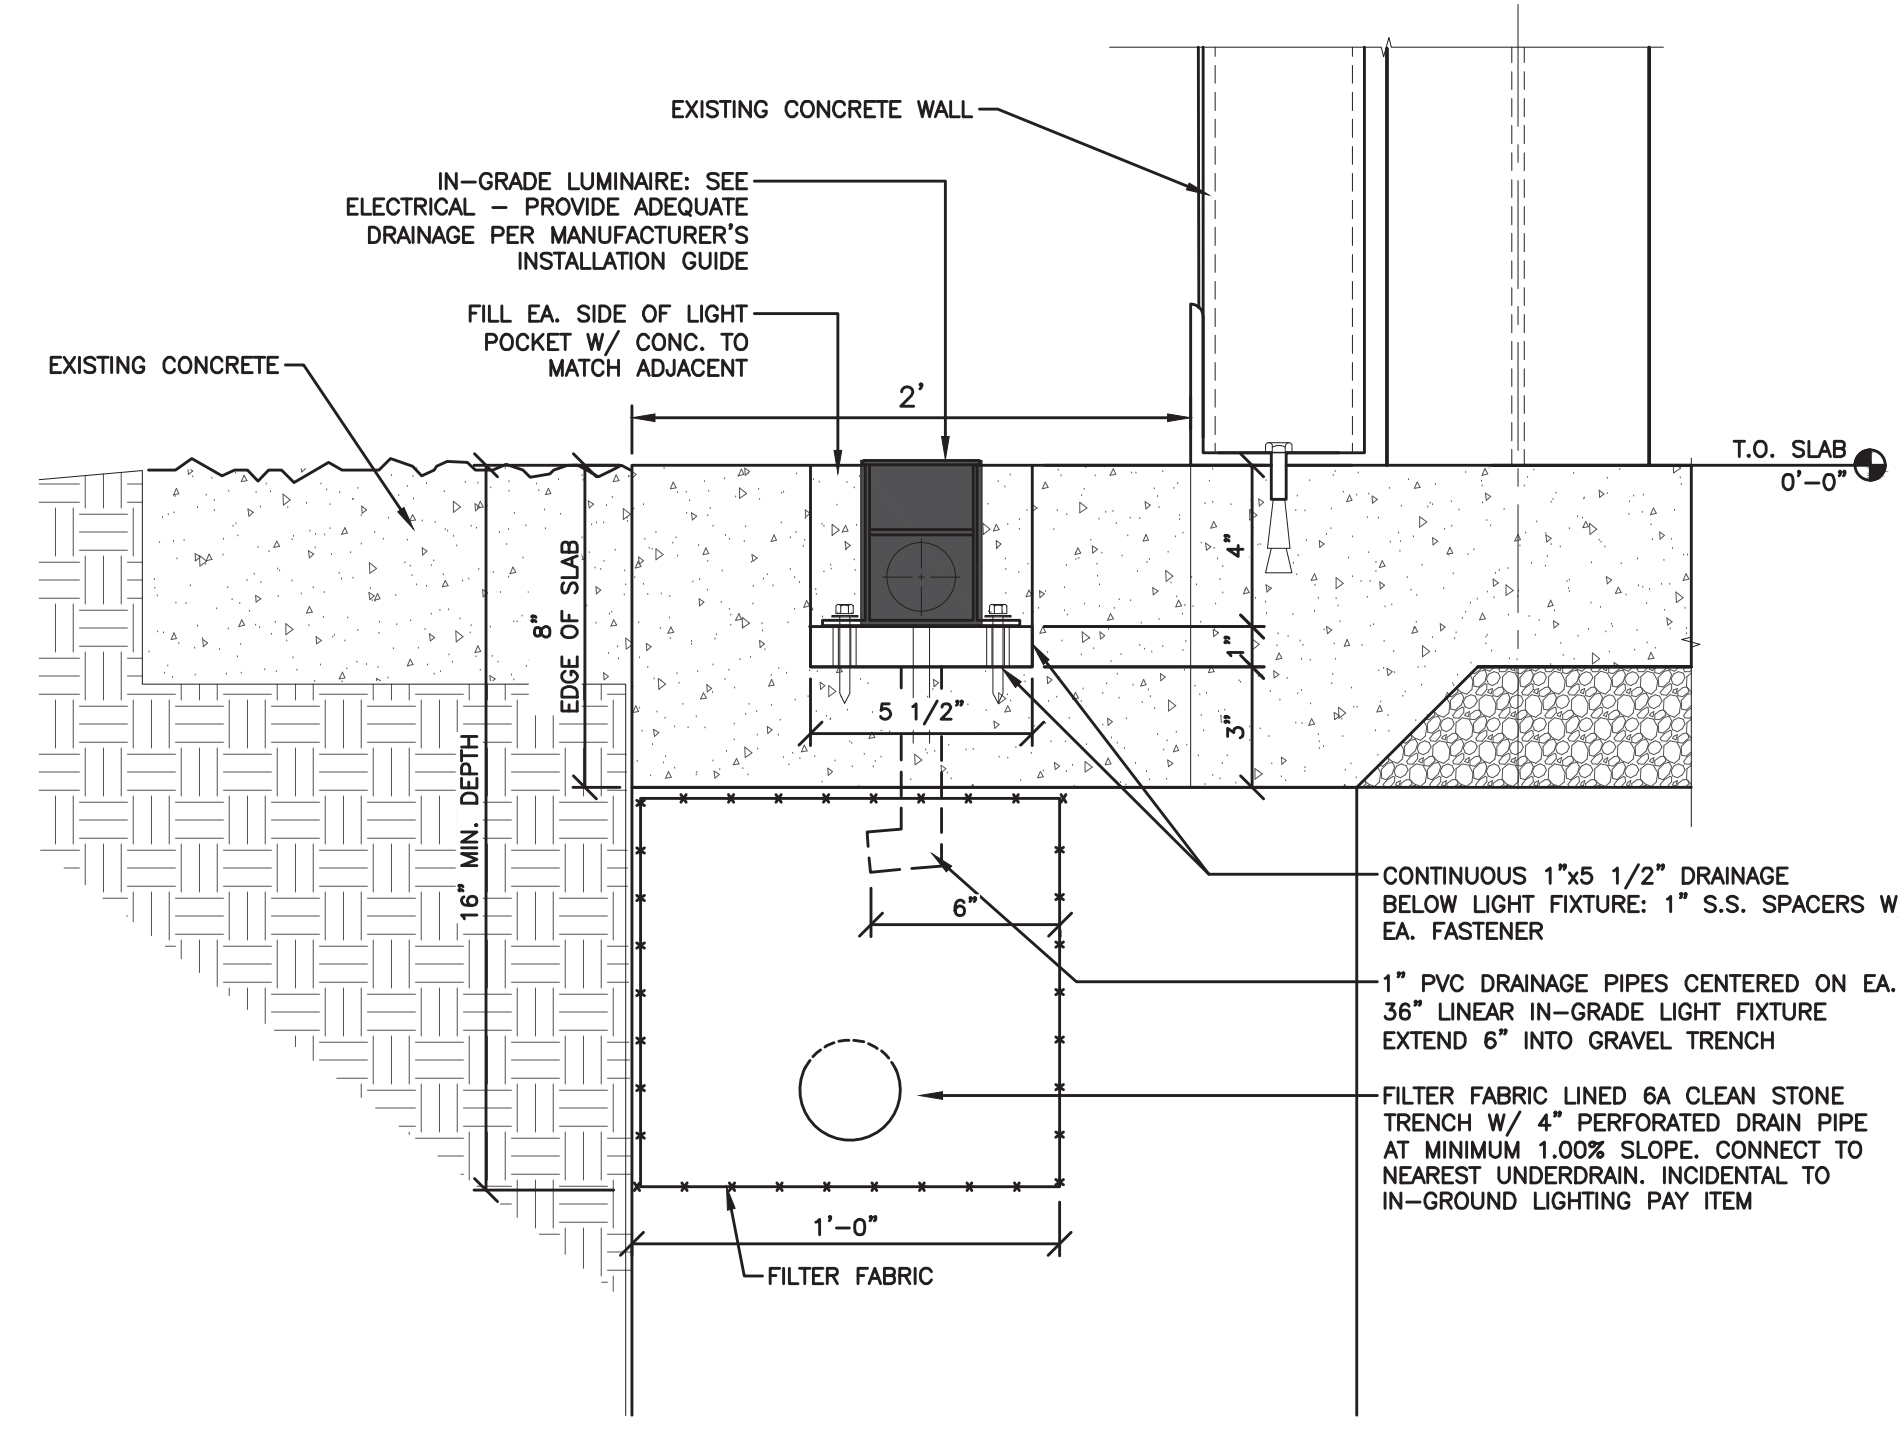 EXISTING CONCRETE WALL
IN-GRADE LUMINAIRE: SEE
ELECTRICAL - PROVIDE ADEQUATE
DRAINAGE PER MANUFACTURER'S
INSTALLATION GUIDE
FILL EA. SIDE OF LIGHT
POCKET W/ CONC. TO
MATCH ADJACENT
EXISTING CONCRETE
2'
T.O. SLAB
0'-0"
8"
EDGE OF SLAB
4"
1"
3"
5 1/2"
16" MIN. DEPTH
6"
CONTINUOUS 1"x5 1/2" DRAINAGE
BELOW LIGHT FIXTURE: 1" S.S. SPACERS W
EA. FASTENER
1" PVC DRAINAGE PIPES CENTERED ON EA.
36" LINEAR IN-GRADE LIGHT FIXTURE
EXTEND 6" INTO GRAVEL TRENCH
FILTER FABRIC LINED 6A CLEAN STONE
TRENCH W/ 4" PERFORATED DRAIN PIPE
AT MINIMUM 1.00% SLOPE. CONNECT TO
NEAREST UNDERDRAIN. INCIDENTAL TO
IN-GROUND LIGHTING PAY ITEM
1'-0"
FILTER FABRIC